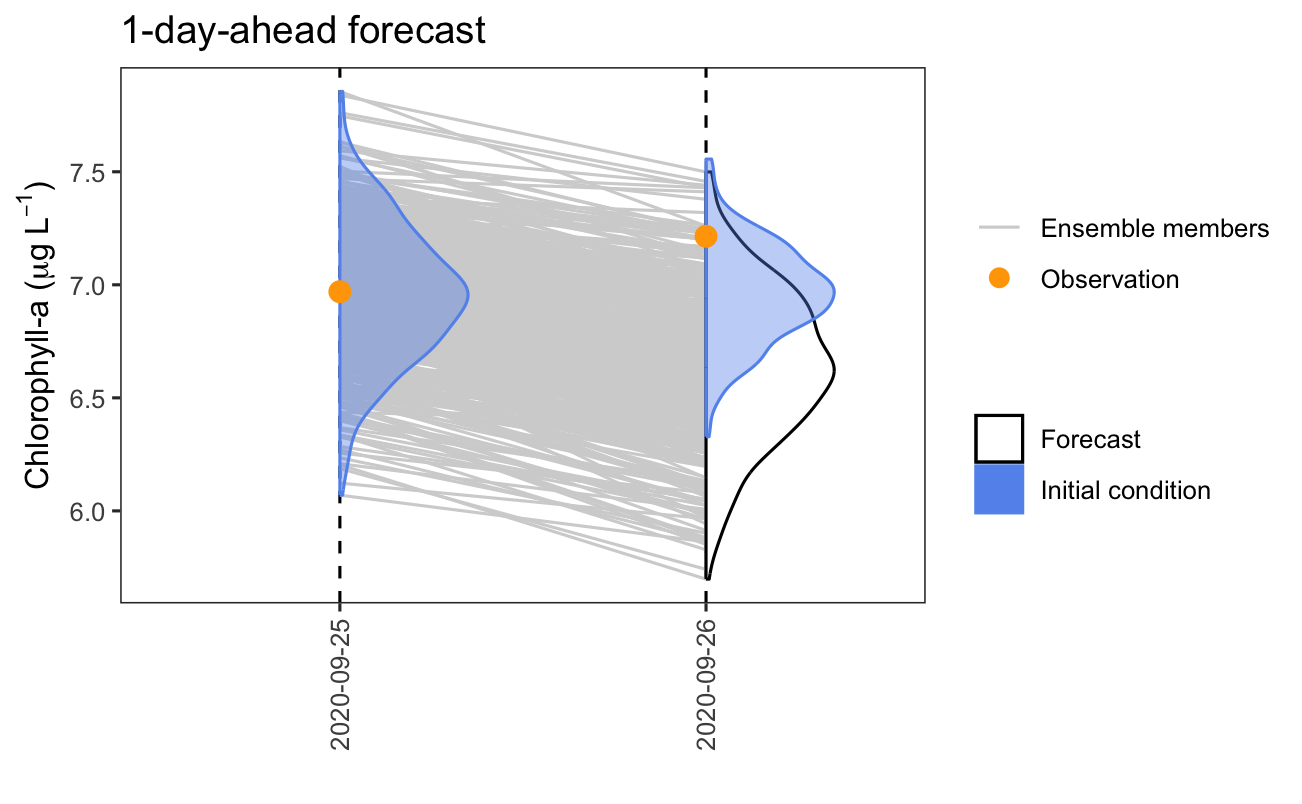 1-day-ahead forecast
Chlorophyll-a (µg L⁻¹)
7.5
7.0
6.5
6.0
2020-09-25
2020-09-26
Ensemble members
Observation
Forecast
Initial condition